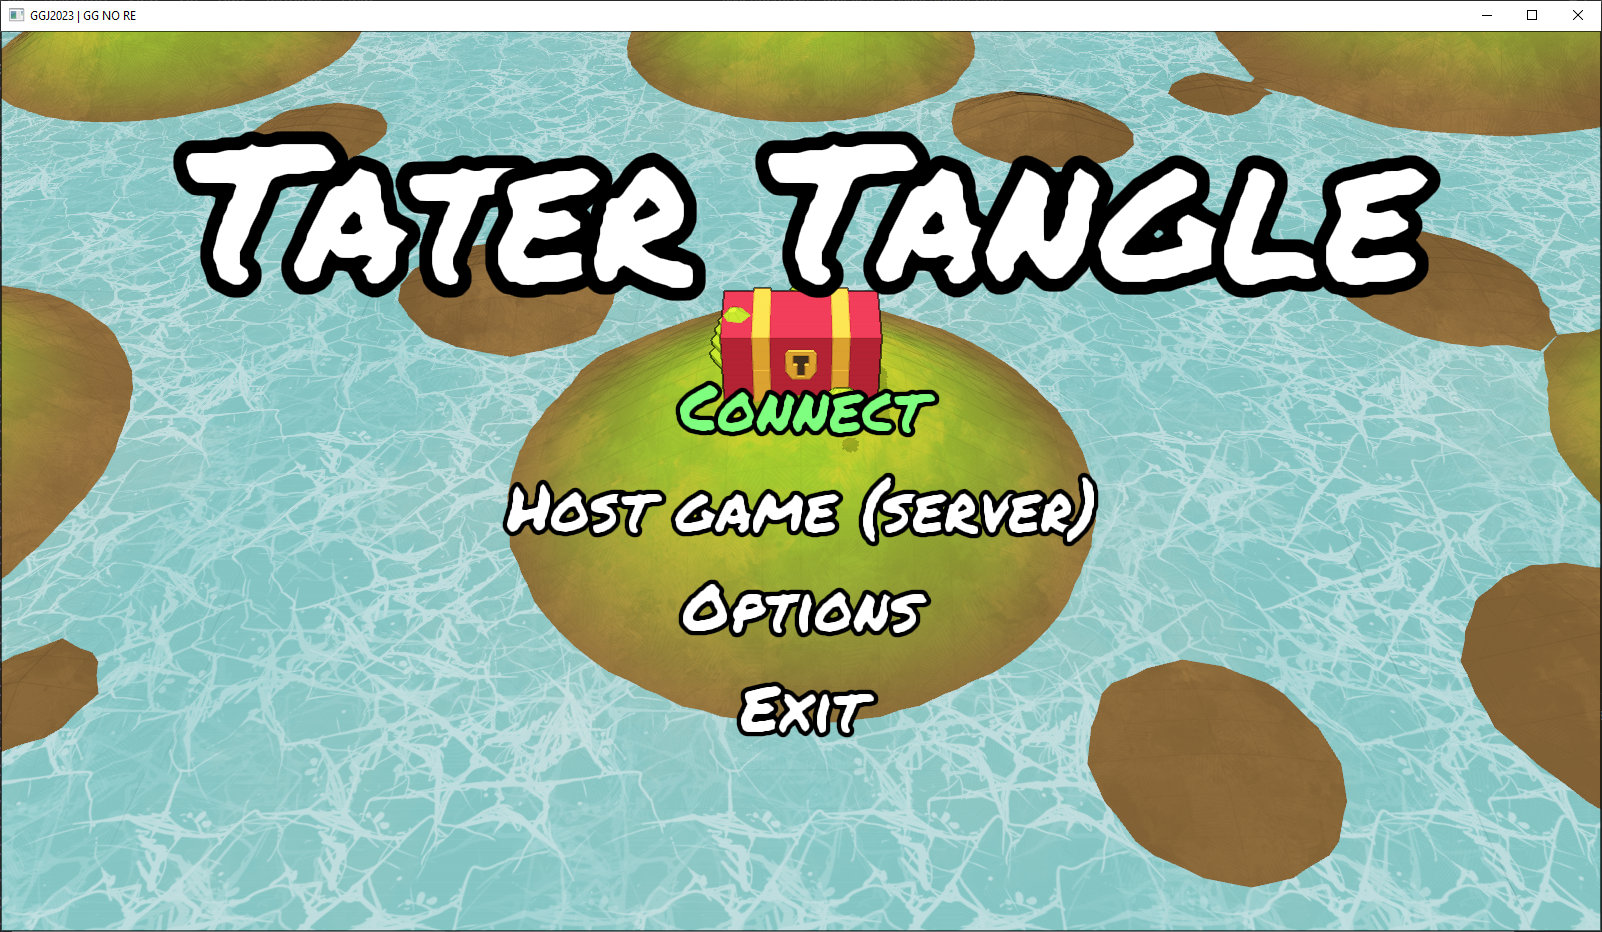 GGJ2023 | GG NO RE
Tater Tangle
Connect
Host game (server)
Options
Exit